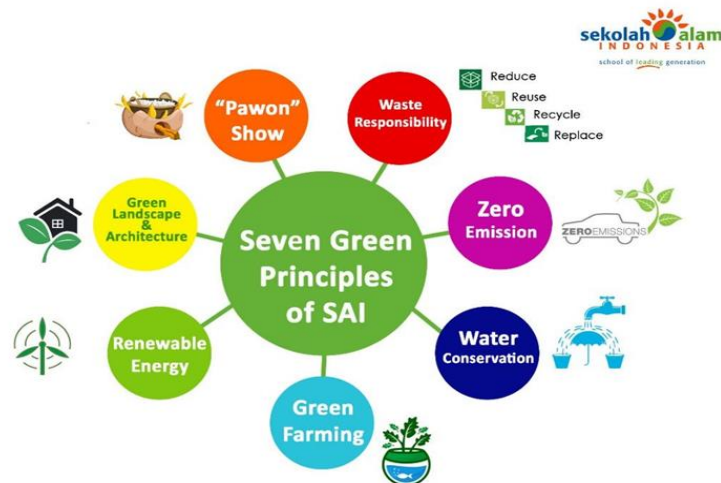 sekolah alam
INDONESIA
school of leading generation
"Pawon"
Show
Waste
Responsibility
Reduce
Reuse
Recycle
Replace
Green
Landscape
&
Architecture
Zero
Emission
ZEROEMISSIONS
Seven Green
Principles
of SAI
Renewable
Energy
Water
Conservation
Green
Farming